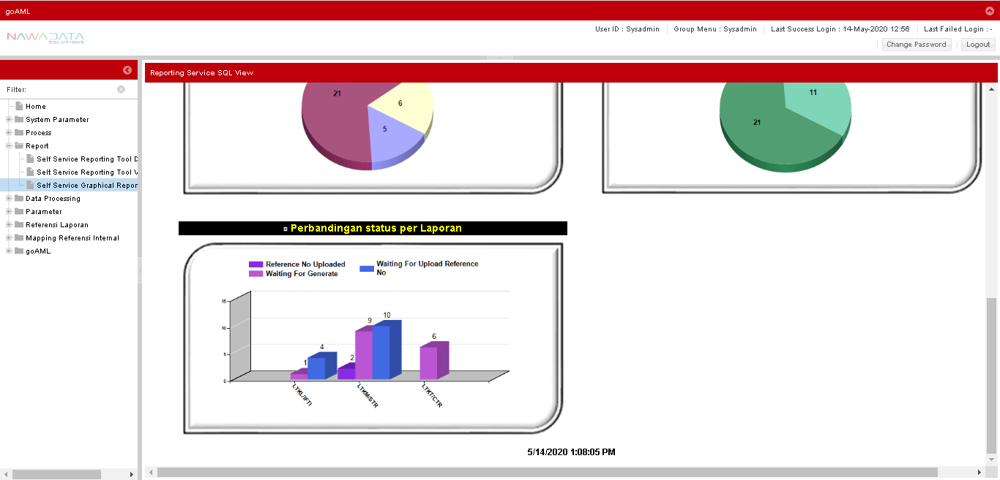 goAML
NAWADATA
SOLUTIONS
User ID : Sysadmin
Group Menu : Sysadmin
Last Success Login : 14-May-2020 12:56
Last Failed Login : -
Change Password
Logout
Filter:
Home
System Parameter
Process
Report
Self Service Reporting Tool D
Self Service Reporting Tool V
Self Service Graphical Repor
Data Processing
Parameter
Referensi Laporan
Mapping Referensi Internal
goAML
Reporting Service SQL View
21
6
5
11
21
Perbandingan status per Laporan
Reference No Uploaded
Waiting For Generate
Waiting For Upload Reference
No
15
10
5
0
1
4
2
9
10
6
LTKL/IFTI
LTKM/STR
LTKT/CTR
5/14/2020 1:08:05 PM